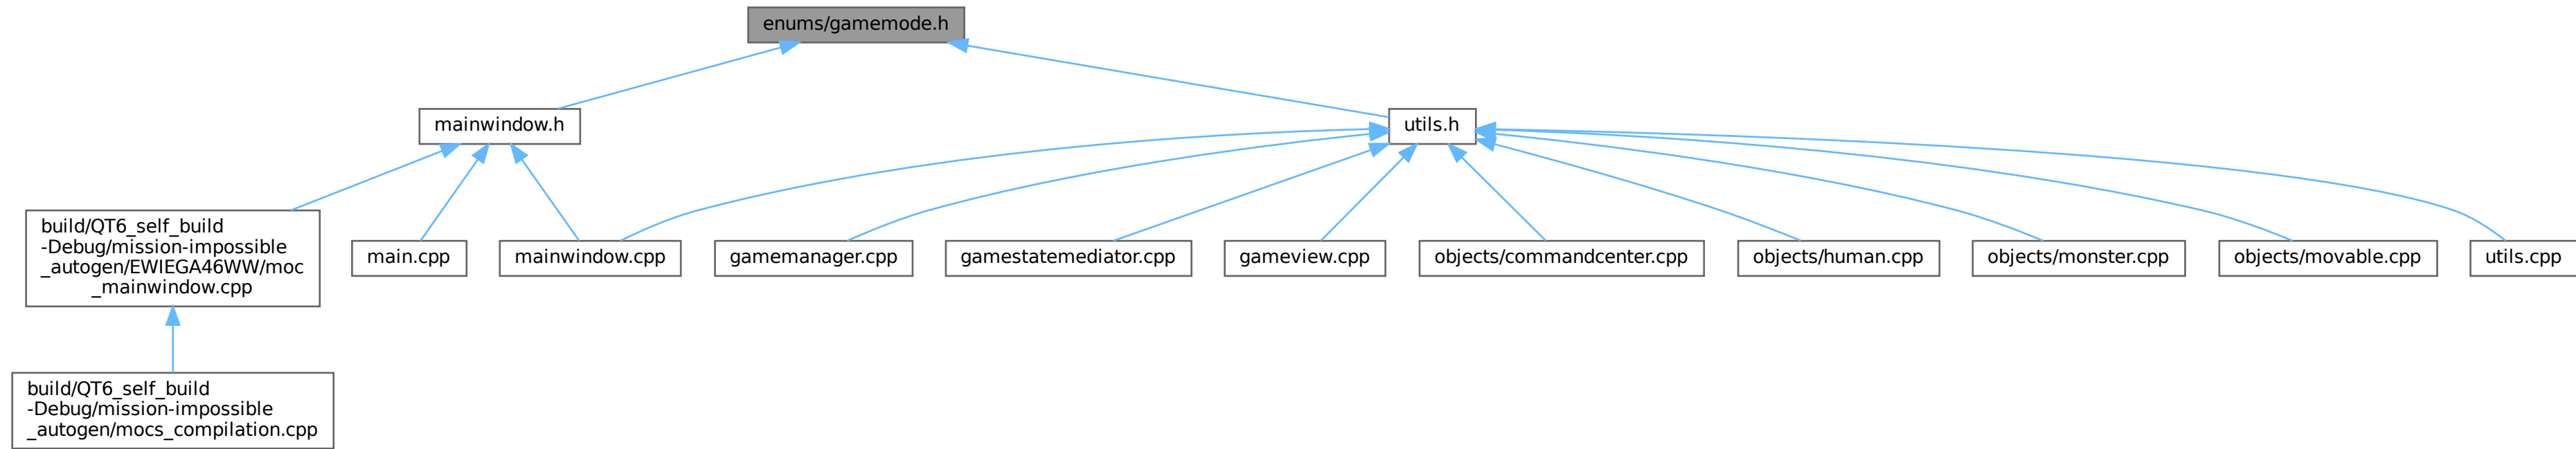 enums/gamemode.h
mainwindow.h
utils.h
build/QT6_self_build
-Debug/mission-impossible
_autogen/EWIEGA46WW/moc
_mainwindow.cpp
main.cpp
mainwindow.cpp
gamemanager.cpp
gamestatemediator.cpp
gameview.cpp
objects/commandcenter.cpp
objects/human.cpp
objects/monster.cpp
objects/movable.cpp
utils.cpp
build/QT6_self_build
-Debug/mission-impossible
_autogen/mocs_compilation.cpp